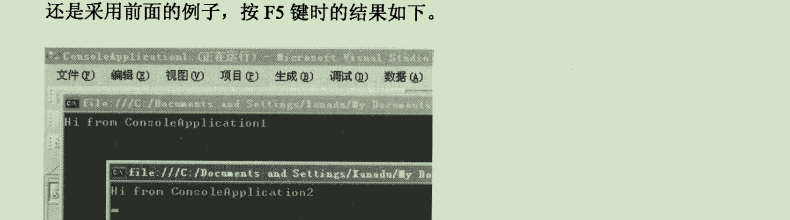 还是采用前面的例子，按 F5 键时的结果如下。
ConsoleApplication1 (正在运行) - Microsoft Visual Studio
文件(F) 编辑(E) 视图(V) 项目(P) 生成(B) 调试(D) 数据(A)
file:///C:/Documents and Settings/Xanadu/My Documents
Hi from ConsoleApplication1
file:///C:/Documents and Settings/Xanadu/My Do
Hi from ConsoleApplication2